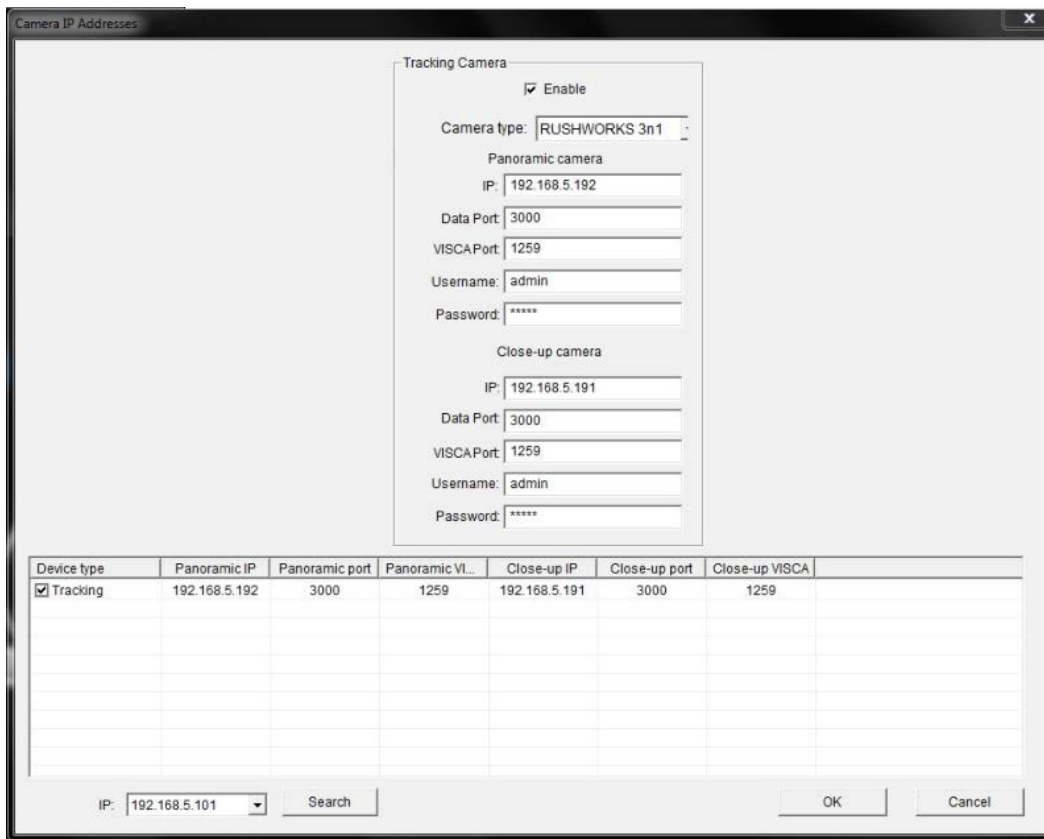 Camera IP Addresses
Tracking Camera
Enable
Camera type: RUSHWORKS 3n1
Panoramic camera
IP: 192.168.5.192
Data Port: 3000
VISCA Port: 1259
Username: admin
Password: *****
Close-up camera
IP: 192.168.5.191
Data Port: 3000
VISCA Port: 1259
Username: admin
Password: *****
Device type Panoramic IP Panoramic port Panoramic VI... Close-up IP Close-up port Close-up VISCA
Tracking 192.168.5.192 3000 1259 192.168.5.191 3000 1259
IP: 192.168.5.101 Search OK Cancel